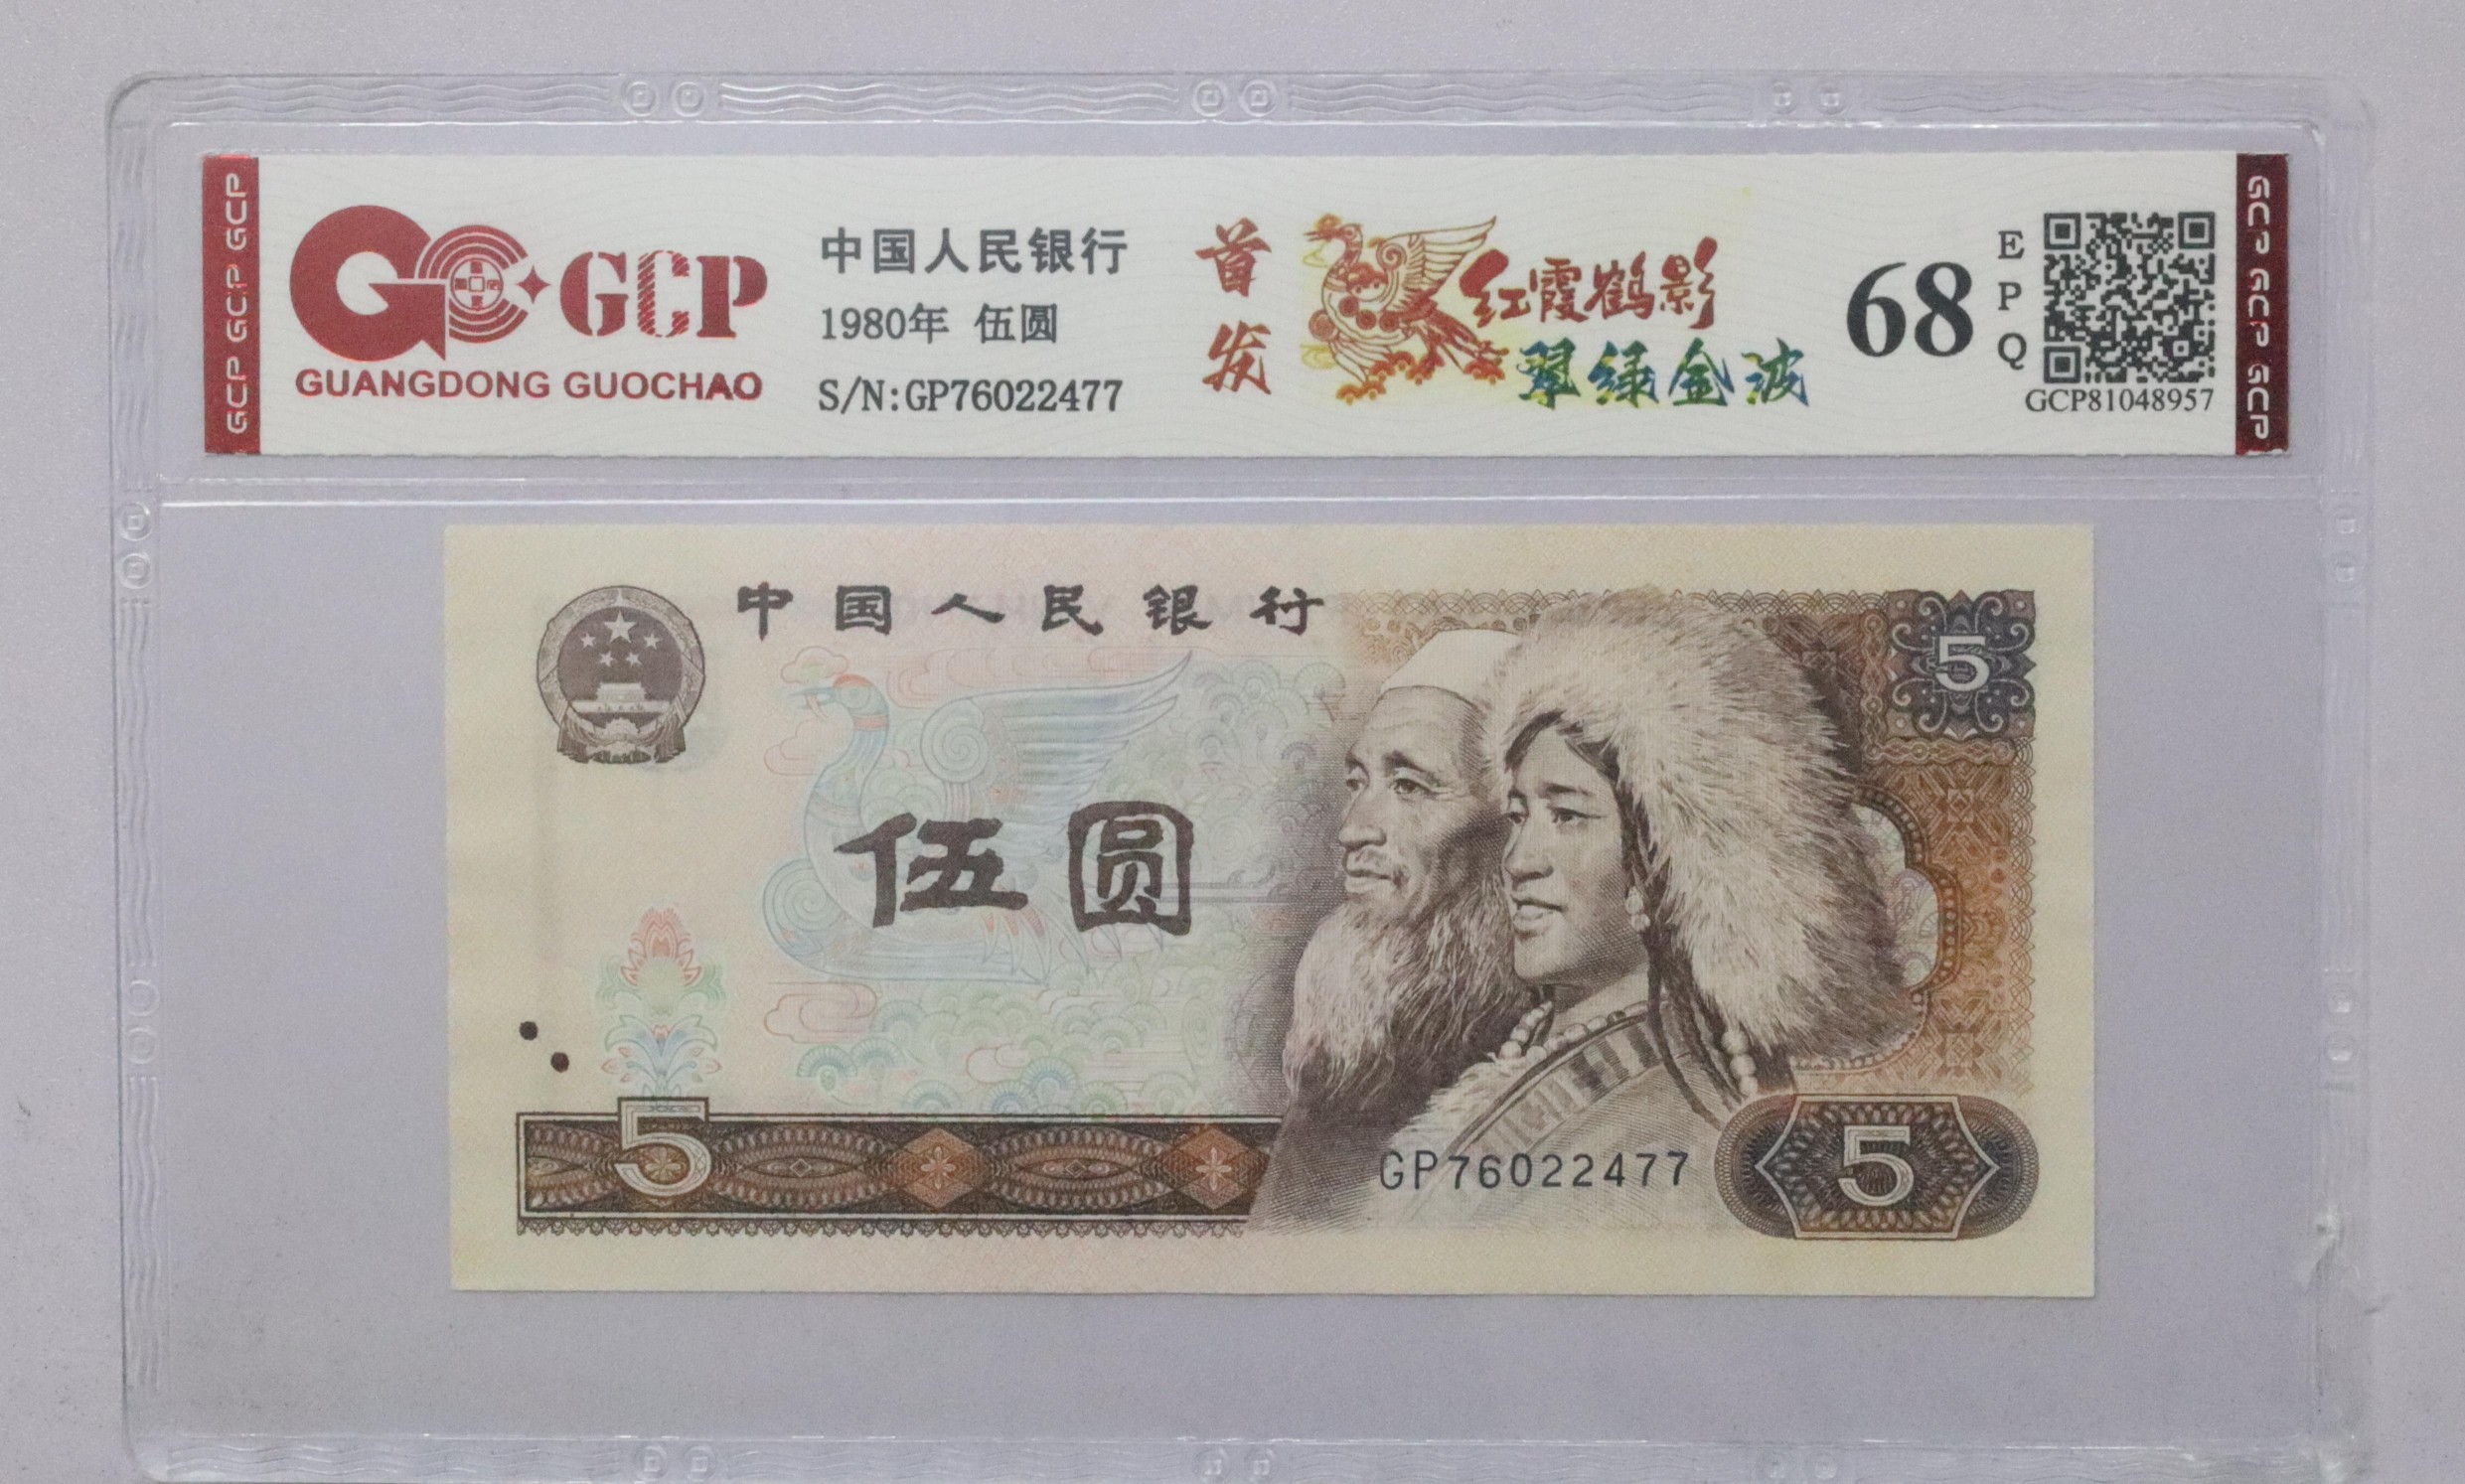 GCP GCP GCP
GCP
GUANGDONG GUOCHAO
中国人民银行
1980年 伍圆
S/N:GP76022477
首发
红霞鹤影
翠绿金波
68
EPQ
GCP81048957
GCP GCP GCP
中国人民银行
5
伍圆
5
GP76022477
5